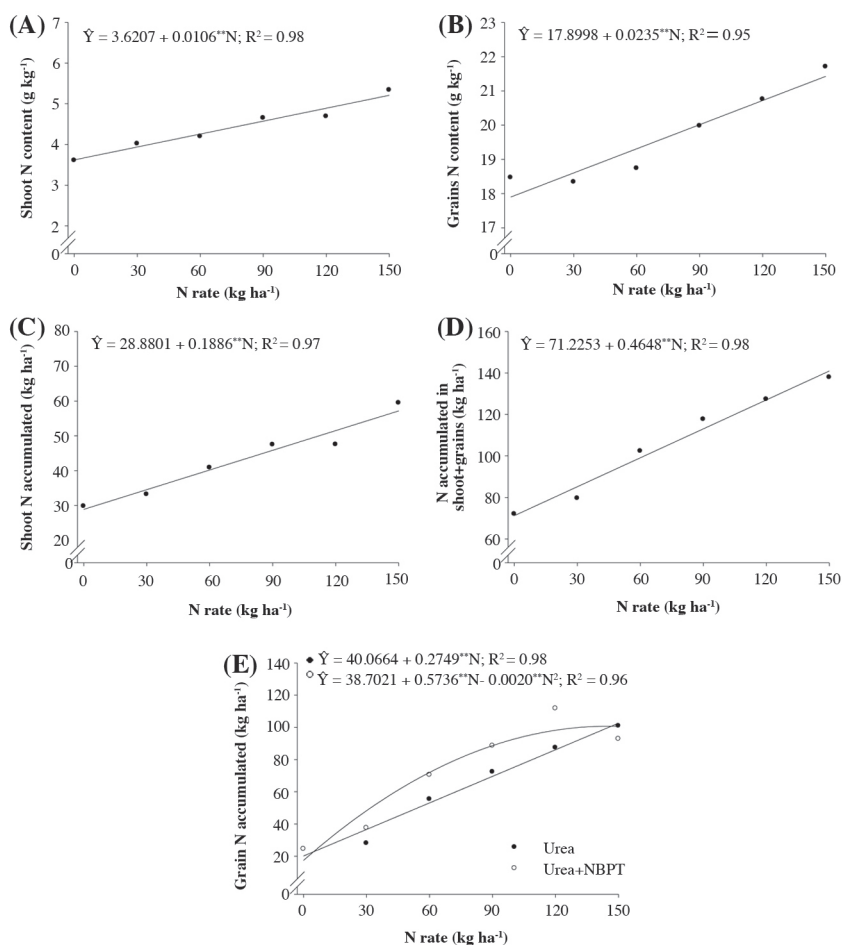 (A)
Ŷ = 3.6207 + 0.0106**N; R² = 0.98
Shoot N content (g kg⁻¹)
7
6
5
4
3
2
0
0 30 60 90 120 150
N rate (kg ha⁻¹)
(B)
Ŷ = 17.8998 + 0.0235**N; R² = 0.95
Grains N content (g kg⁻¹)
23
22
21
20
19
18
17
0
0 30 60 90 120 150
N rate (kg ha⁻¹)
(C)
Ŷ = 28.8801 + 0.1886**N; R² = 0.97
Shoot N accumulated (kg ha⁻¹)
80
70
60
50
40
30
20
0
0 30 60 90 120 150
N rate (kg ha⁻¹)
(D)
Ŷ = 71.2253 + 0.4648**N; R² = 0.98
N accumulated in
shoot+grains (kg ha⁻¹)
160
140
120
100
80
60
0
0 30 60 90 120 150
N rate (kg ha⁻¹)
(E)
Ŷ = 40.0664 + 0.2749**N; R² = 0.98
Ŷ = 38.7021 + 0.5736**N- 0.0020**N²; R² = 0.96
Grain N accumulated (kg ha⁻¹)
140
120
100
80
60
40
20
0
Urea
Urea+NBPT
0 30 60 90 120 150
N rate (kg ha⁻¹)